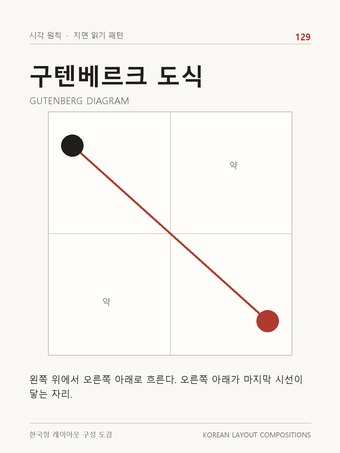 시각 원칙 · 지면 읽기 패턴
129
구텐베르크 도식
GUTENBERG DIAGRAM
약
약
왼쪽 위에서 오른쪽 아래로 흐른다. 오른쪽 아래가 마지막 시선이
닿는 자리.
한국형 레이아웃 구성 도감
KOREAN LAYOUT COMPOSITIONS